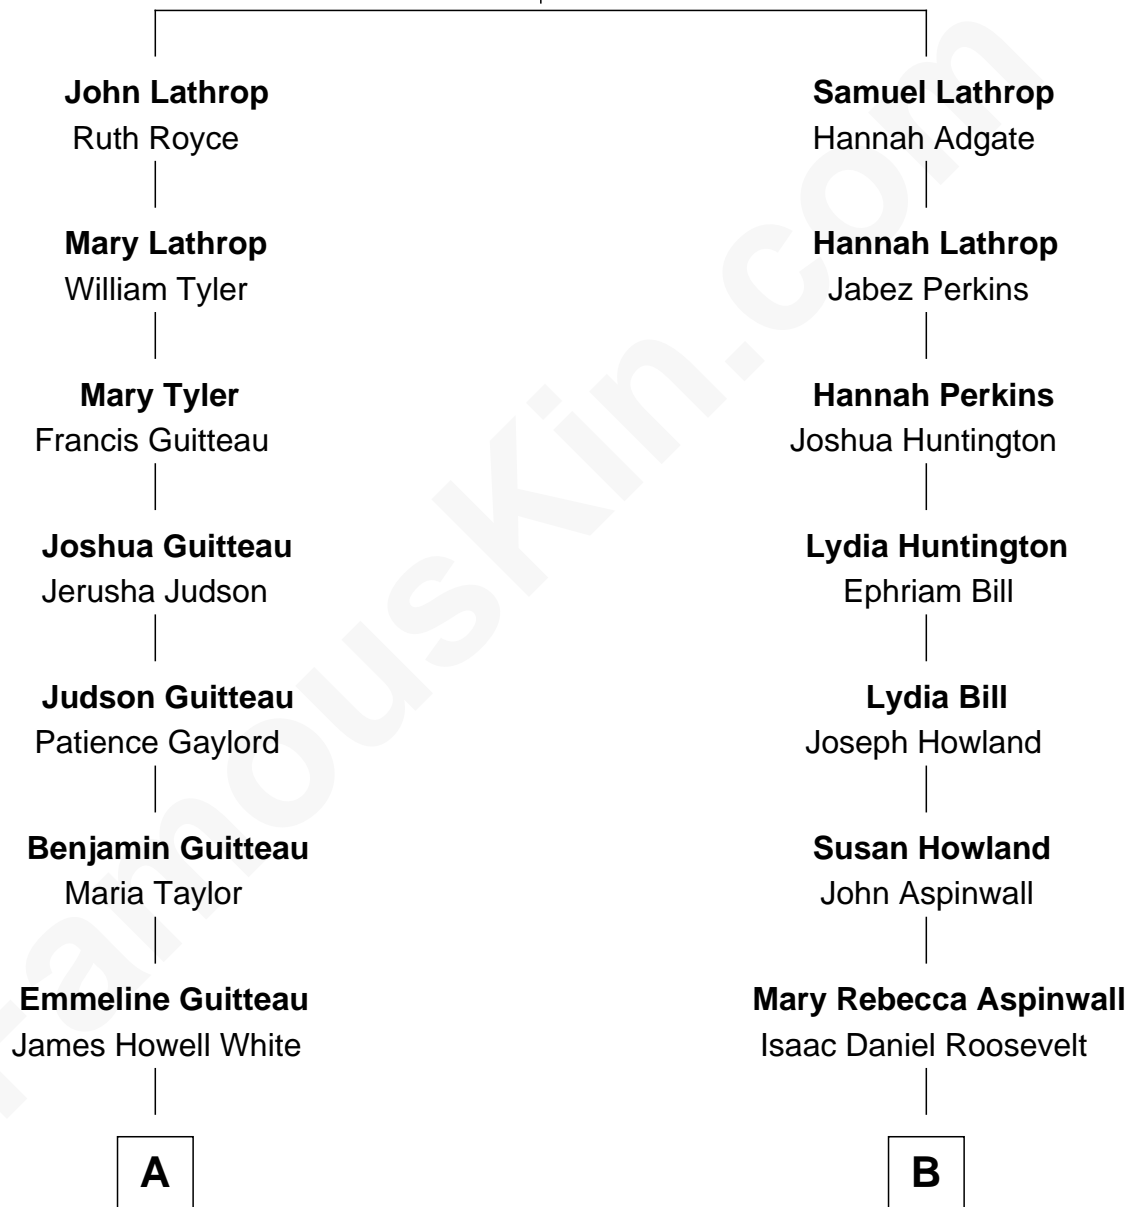 John Lathrop
Ruth Royce
Samuel Lathrop
Hannah Adgate
Mary Lathrop
William Tyler
Hannah Lathrop
Jabez Perkins
Mary Tyler
Francis Guitteau
Hannah Perkins
Joshua Huntington
Joshua Guitteau
Jerusha Judson
Lydia Huntington
Ephriam Bill
Judson Guitteau
Patience Gaylord
Lydia Bill
Joseph Howland
Benjamin Guitteau
Maria Taylor
Susan Howland
John Aspinwall
Emmeline Guitteau
James Howell White
Mary Rebecca Aspinwall
Isaac Daniel Roosevelt
A
B
FamousKin.com